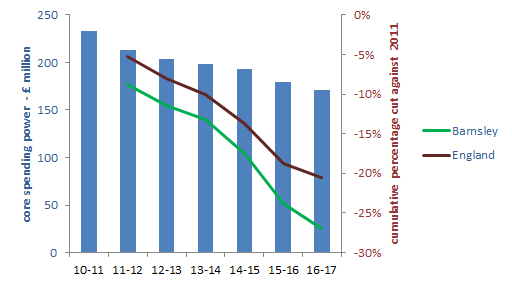 core spending power - £ million
250
200
150
100
50
0
10-11 11-12 12-13 13-14 14-15 15-16 16-17
0%
-5%
-10%
-15%
-20%
-25%
-30%
cumulative percentage cut against 2011
Barnsley
England